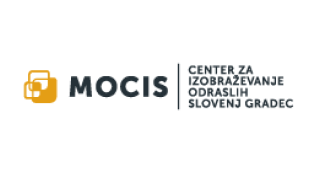 MOCIS
CENTER ZA
IZOBRAŽEVANJE
ODRASLIH
SLOVENJ GRADEC